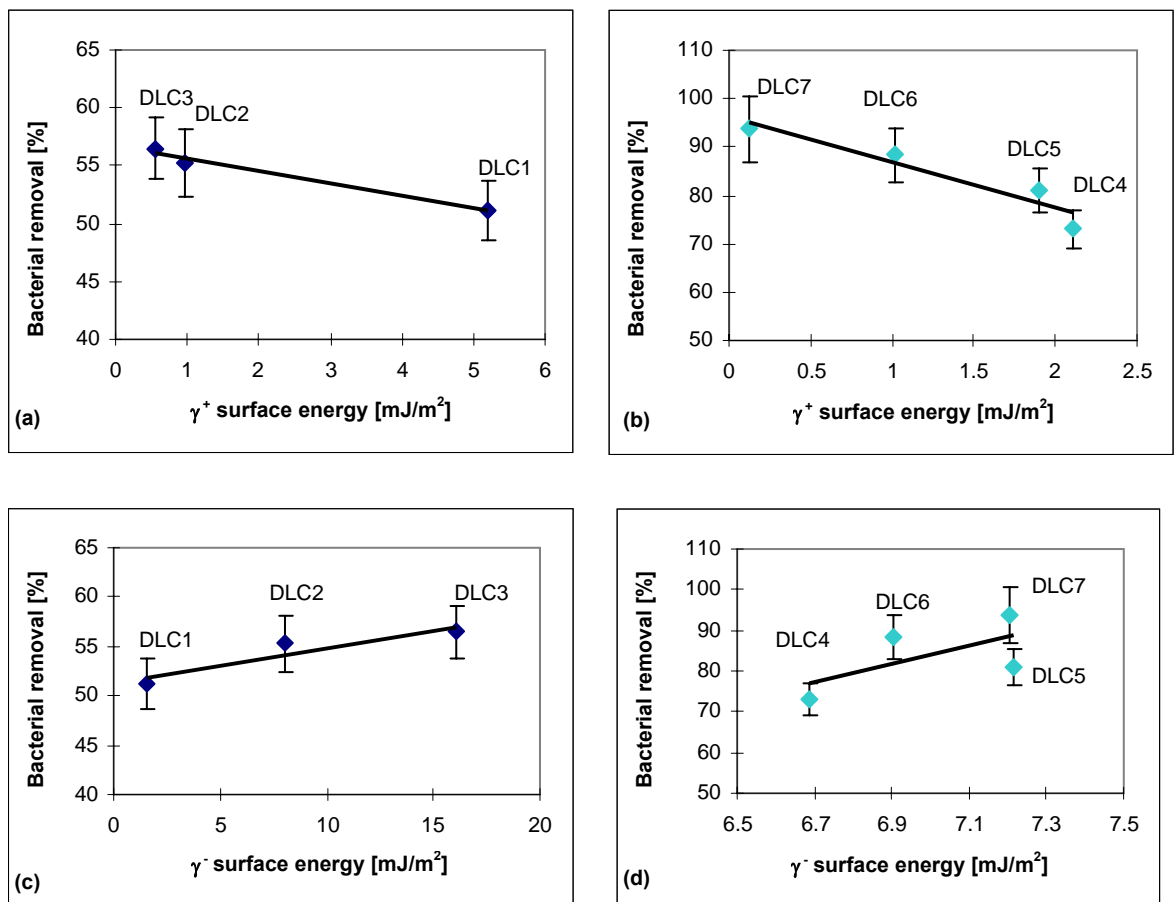 65
60
55
50
45
40
Bacterial removal [%]
DLC3
DLC2
DLC1
0 1 2 3 4 5 6
γ+ surface energy [mJ/m2]
(a)
110
100
90
80
70
60
50
Bacterial removal [%]
DLC7
DLC6
DLC5
DLC4
0 0.5 1 1.5 2 2.5
γ+ surface energy [mJ/m2]
(b)
65
60
55
50
45
40
Bacterial removal [%]
DLC1
DLC2
DLC3
0 5 10 15 20
γ- surface energy [mJ/m2]
(c)
110
100
90
80
70
60
50
Bacterial removal [%]
DLC4
DLC6
DLC7
DLC5
6.5 6.7 6.9 7.1 7.3 7.5
γ- surface energy [mJ/m2]
(d)